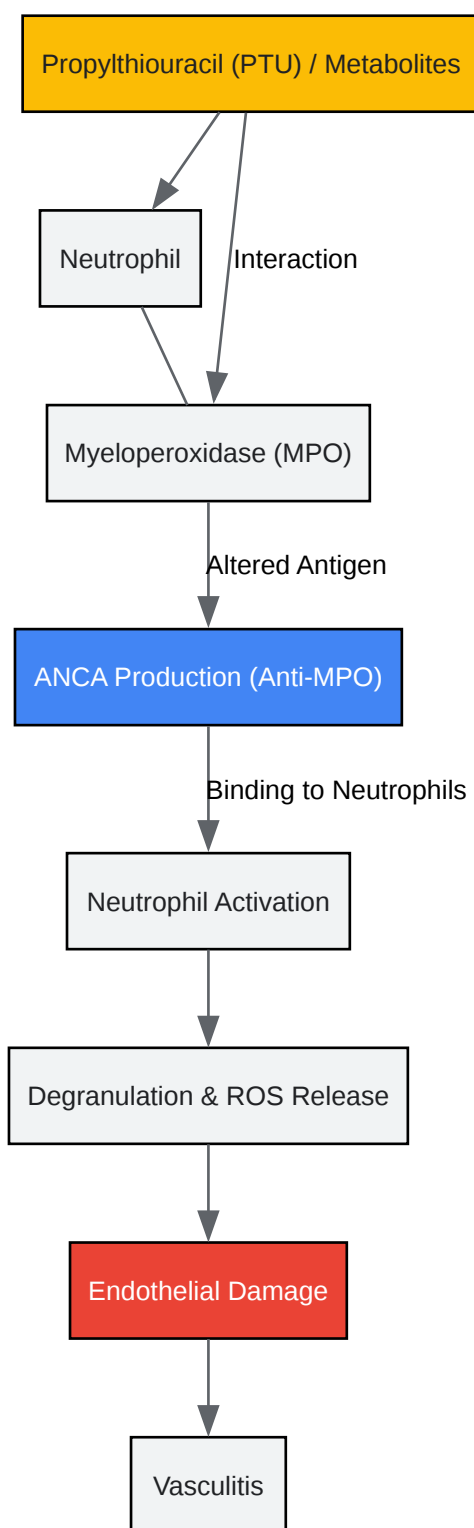 Propylthiouracil (PTU) / Metabolites
Neutrophil
Interaction
Myeloperoxidase (MPO)
Altered Antigen
ANCA Production (Anti-MPO)
Binding to Neutrophils
Neutrophil Activation
Degranulation & ROS Release
Endothelial Damage
Vasculitis